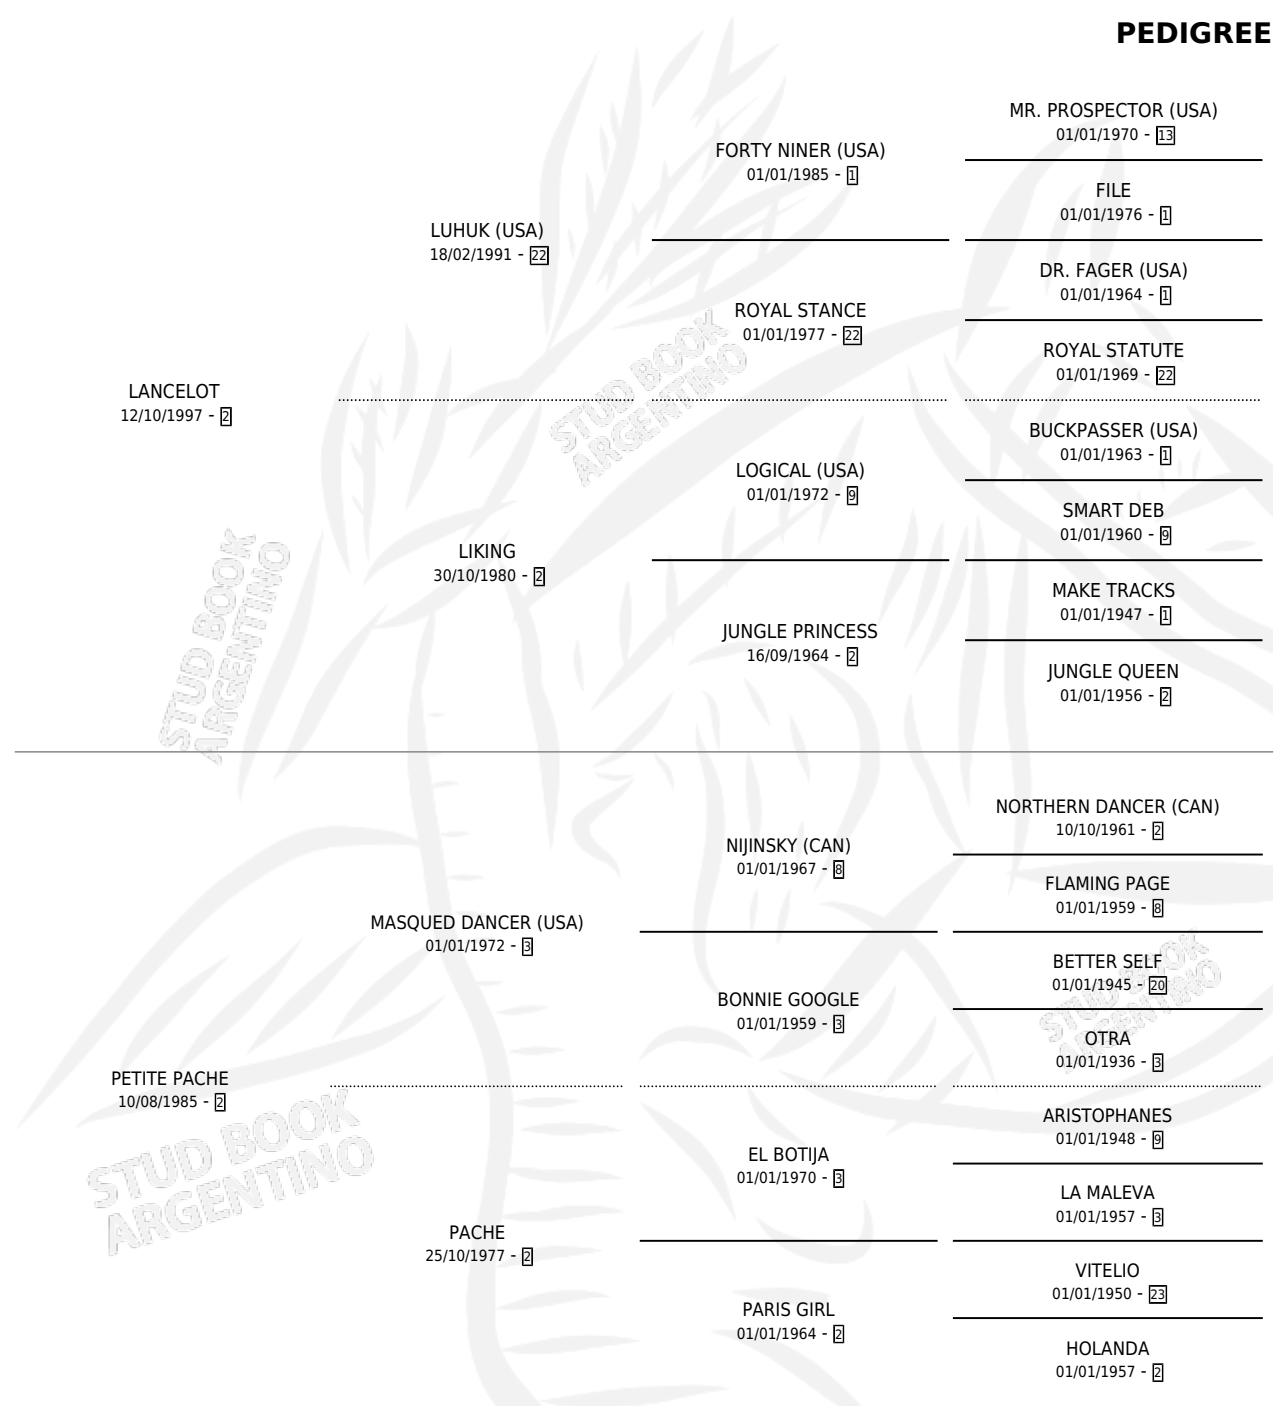 PEDIGREE
MR. PROSPECTOR (USA)
01/01/1970 - 13
FORTY NINER (USA)
01/01/1985 - 1
FILE
01/01/1976 - 1
LUHUK (USA)
18/02/1991 - 22
DR. FAGER (USA)
01/01/1964 - 1
ROYAL STANCE
01/01/1977 - 22
ROYAL STATUTE
01/01/1969 - 22
LANCELOT
12/10/1997 - 2
STUD BOOK
ARGENTINO
BUCKPASSER (USA)
01/01/1963 - 1
LOGICAL (USA)
01/01/1972 - 9
SMART DEB
01/01/1960 - 9
LIKING
30/10/1980 - 2
MAKE TRACKS
01/01/1947 - 1
JUNGLE PRINCESS
16/09/1964 - 2
JUNGLE QUEEN
01/01/1956 - 2
STUD BOOK
ARGENTINO
NORTHERN DANCER (CAN)
10/10/1961 - 2
NIJINSKY (CAN)
01/01/1967 - 8
FLAMING PAGE
01/01/1959 - 8
MASQUED DANCER (USA)
01/01/1972 - 3
BETTER SELF
01/01/1945 - 20
BONNIE GOOGLE
01/01/1959 - 3
OTRA
01/01/1936 - 3
STUD BOOK
ARGENTINO
PETITE PACHE
10/08/1985 - 2
ARISTOPHANES
01/01/1948 - 9
EL BOTIJA
01/01/1970 - 3
LA MALEVA
01/01/1957 - 3
STUD BOOK
ARGENTINO
PACHE
25/10/1977 - 2
VITELIO
01/01/1950 - 23
PARIS GIRL
01/01/1964 - 2
HOLANDA
01/01/1957 - 2